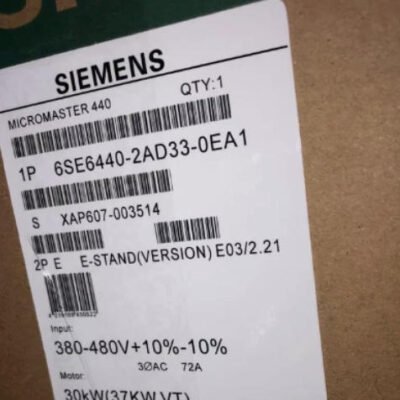 SIEMENS
MICROMASTER 440
QTY:1
1P 6SE6440-2AD33-0EA1
S XAP607-003514
2P E E-STAND(VERSION) E03/2.21
Input:
380-480V+10%-10%
3ØAC 72A
Motor:
30kW(37KW VT)